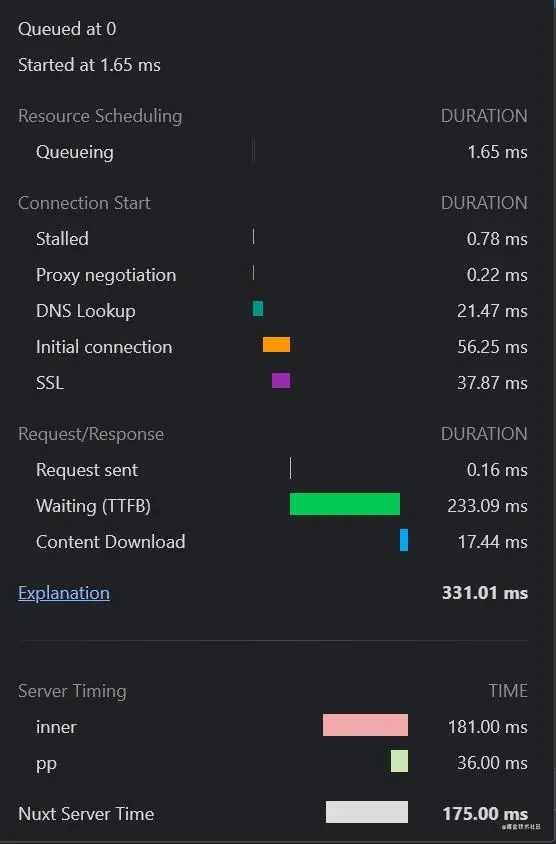 Queued at 0
Started at 1.65 ms
Resource Scheduling DURATION
Queueing 1.65 ms
Connection Start DURATION
Stalled 0.78 ms
Proxy negotiation 0.22 ms
DNS Lookup 21.47 ms
Initial connection 56.25 ms
SSL 37.87 ms
Request/Response DURATION
Request sent 0.16 ms
Waiting (TTFB) 233.09 ms
Content Download 17.44 ms
Explanation 331.01 ms
Server Timing TIME
inner 181.00 ms
pp 36.00 ms
Nuxt Server Time 175.00 ms
@稀金技术社区